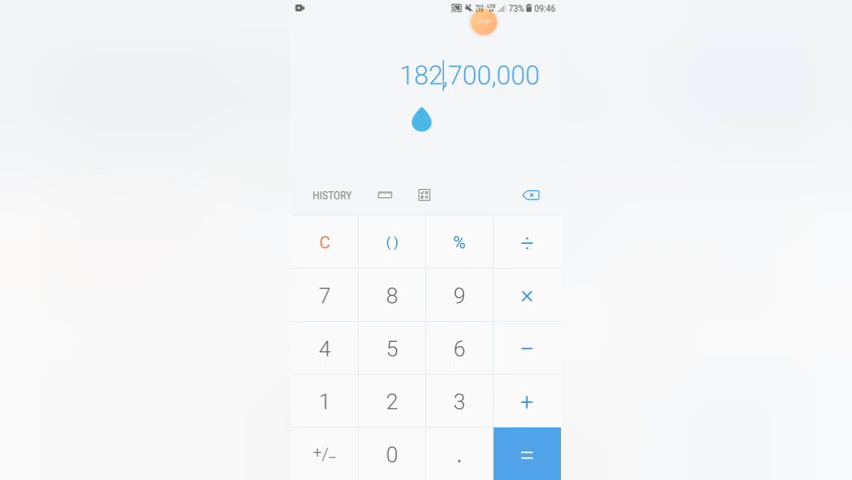 73% 09:46
182,700,000
HISTORY
C ( ) % ÷
7 8 9 ×
4 5 6 −
1 2 3 +
+/− 0 . =